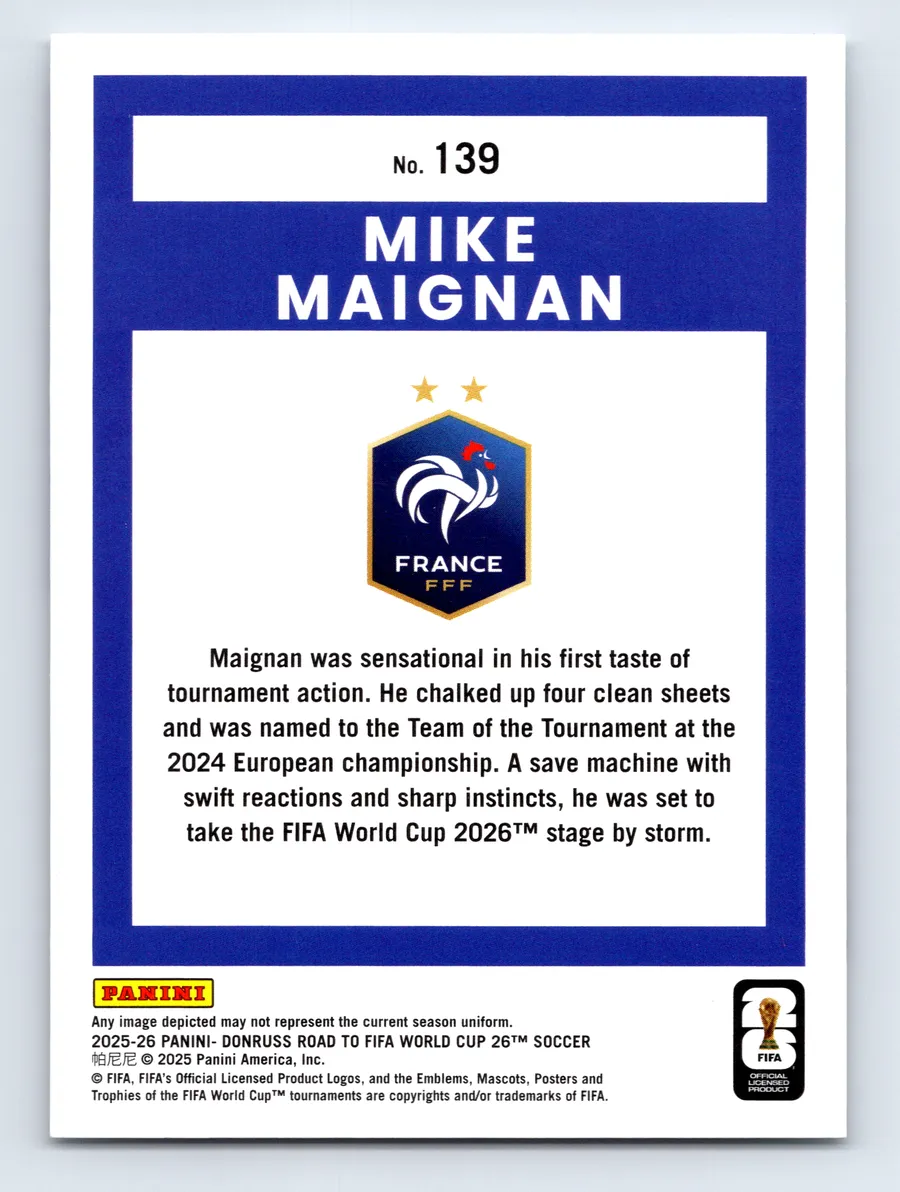 No. 139
MIKE
MAIGNAN
FRANCE
FFF
Maignan was sensational in his first taste of
tournament action. He chalked up four clean sheets
and was named to the Team of the Tournament at the
2024 European championship. A save machine with
swift reactions and sharp instincts, he was set to
take the FIFA World Cup 2026™ stage by storm.
PANINI
Any image depicted may not represent the current season uniform.
2025-26 PANINI- DONRUSS ROAD TO FIFA WORLD CUP 26™ SOCCER
帕尼尼 © 2025 Panini America, Inc.
© FIFA, FIFA's Official Licensed Product Logos, and the Emblems, Mascots, Posters and
Trophies of the FIFA World Cup™ tournaments are copyrights and/or trademarks of FIFA.
26
FIFA
OFFICIAL
LICENSED
PRODUCT